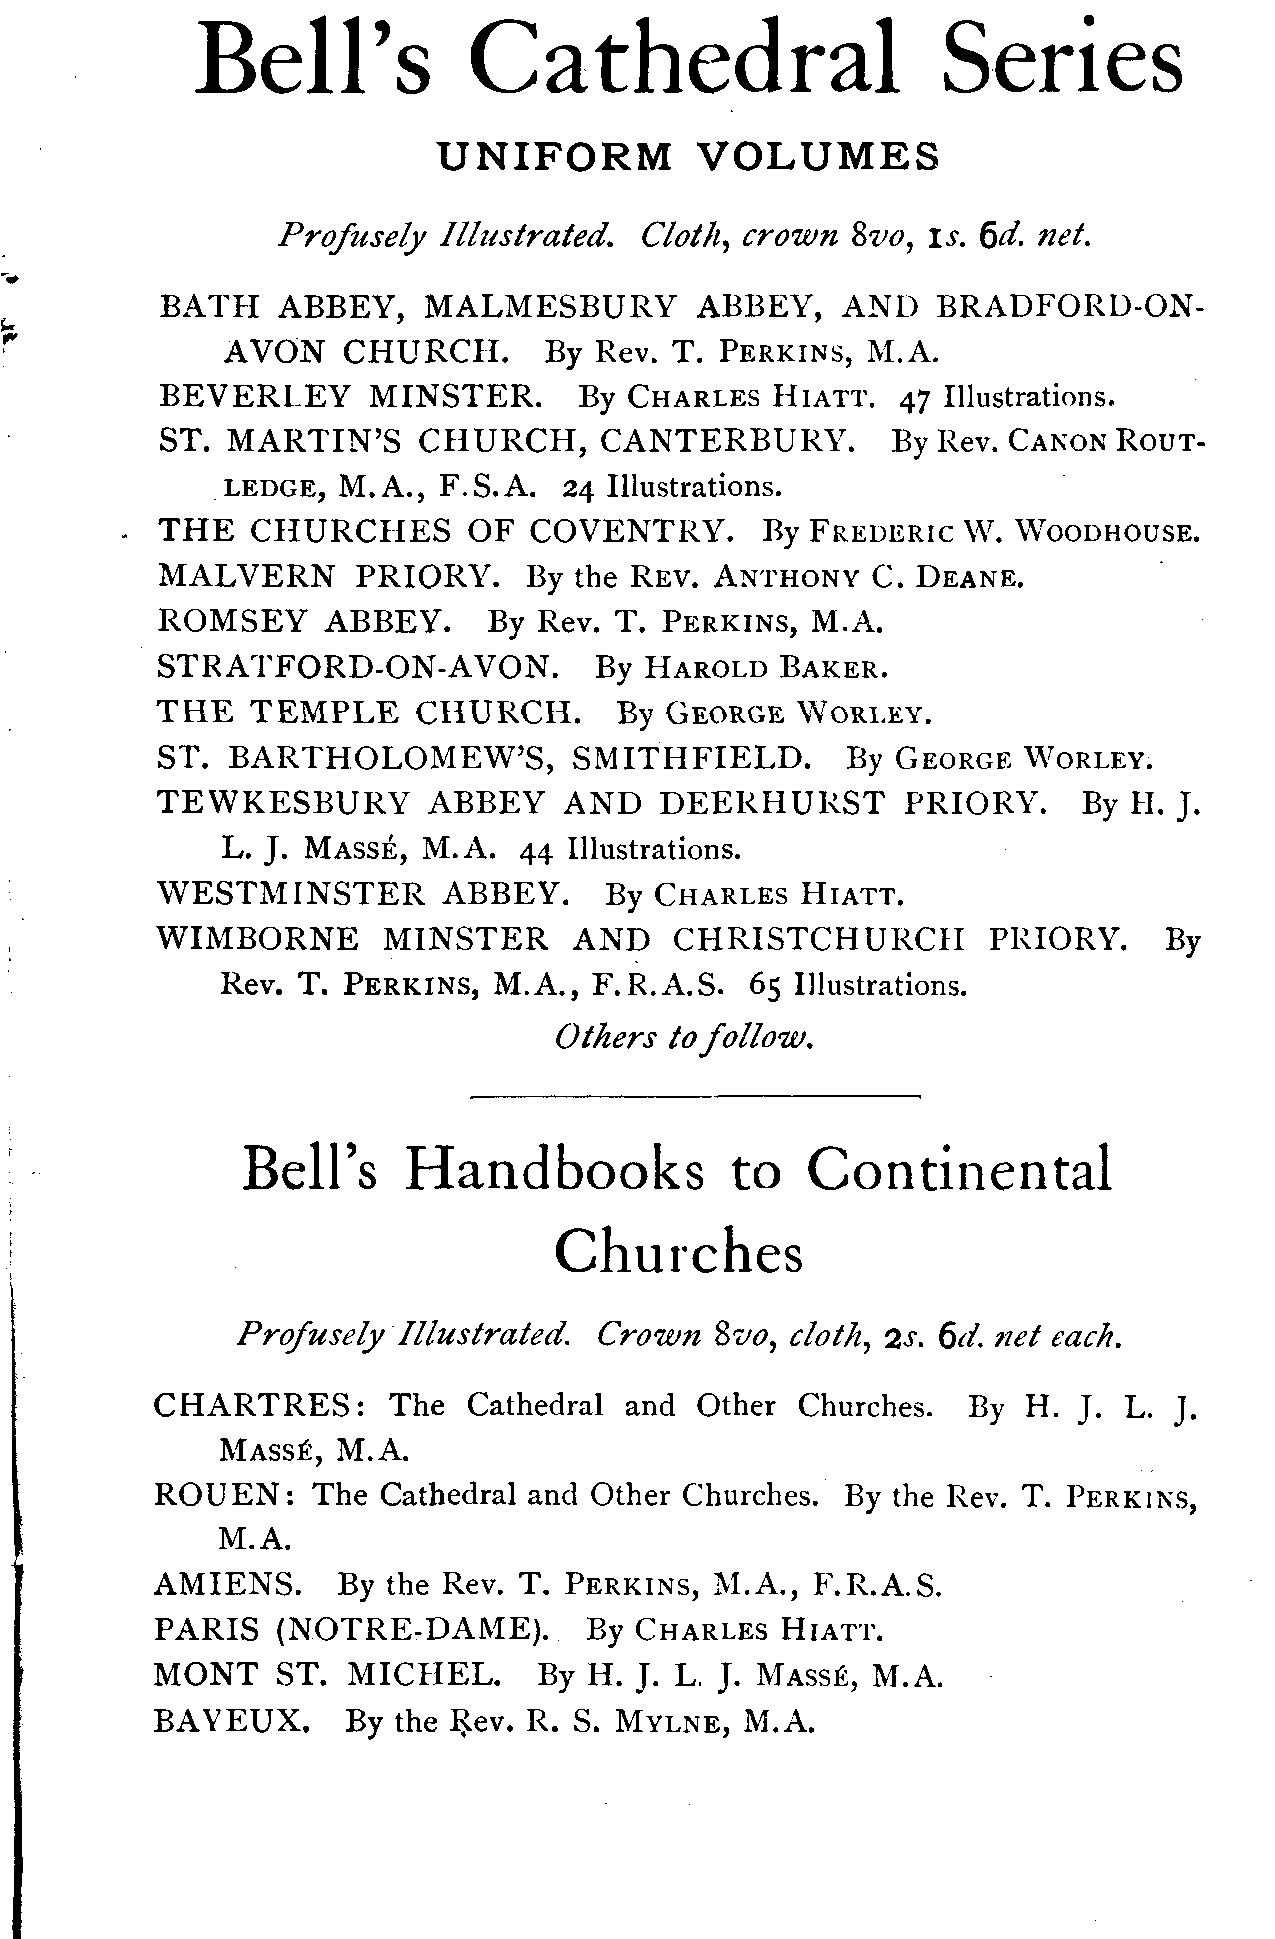 Bell's Cathedral Series
UNIFORM VOLUMES
Profusely Illustrated. Cloth, crown 8vo, 1s. 6d. net.
BATH ABBEY, MALMESBURY ABBEY, AND BRADFORD-ON-
AVON CHURCH. By Rev. T. PERKINS, M.A.
BEVERLEY MINSTER. By CHARLES HIATT. 47 Illustrations.
ST. MARTIN'S CHURCH, CANTERBURY. By Rev. CANON ROUT-
LEDGE, M.A., F.S.A. 24 Illustrations.
THE CHURCHES OF COVENTRY. By FREDERIC W. WOODHOUSE.
MALVERN PRIORY. By the REV. ANTHONY C. DEANE.
ROMSEY ABBEY. By Rev. T. PERKINS, M.A.
STRATFORD-ON-AVON. By HAROLD BAKER.
THE TEMPLE CHURCH. By GEORGE WORLEY.
ST. BARTHOLOMEW'S, SMITHFIELD. By GEORGE WORLEY.
TEWKESBURY ABBEY AND DEERHURST PRIORY. By H. J.
L. J. MASSÉ, M.A. 44 Illustrations.
WESTMINSTER ABBEY. By CHARLES HIATT.
WIMBORNE MINSTER AND CHRISTCHURCH PRIORY. By
Rev. T. PERKINS, M.A., F.R.A.S. 65 Illustrations.
Others to follow.
Bell's Handbooks to Continental
Churches
Profusely Illustrated. Crown 8vo, cloth, 2s. 6d. net each.
CHARTRES: The Cathedral and Other Churches. By H. J. L. J.
MASSÉ, M.A.
ROUEN: The Cathedral and Other Churches. By the Rev. T. PERKINS,
M.A.
AMIENS. By the Rev. T. PERKINS, M.A., F.R.A.S.
PARIS (NOTRE-DAME). By CHARLES HIATT.
MONT ST. MICHEL. By H. J. L. J. MASSÉ, M.A.
BAYEUX. By the Rev. R. S. MYLNE, M.A.